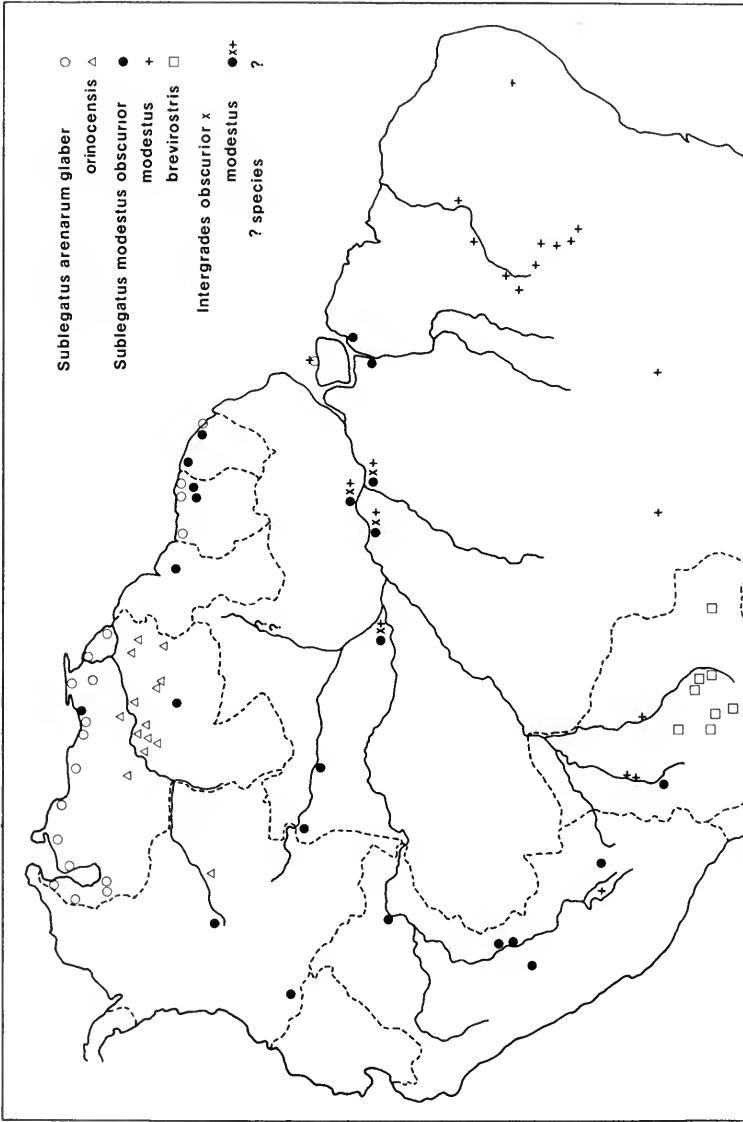 Sublegatus arenarum glaber ○
orinocensis △
Sublegatus modestus obscurior ●
modestus +
brevirostris □
Intergrades obscurior x
modestus ●x+
? species ?
x+
x+
x+
x+
?
?